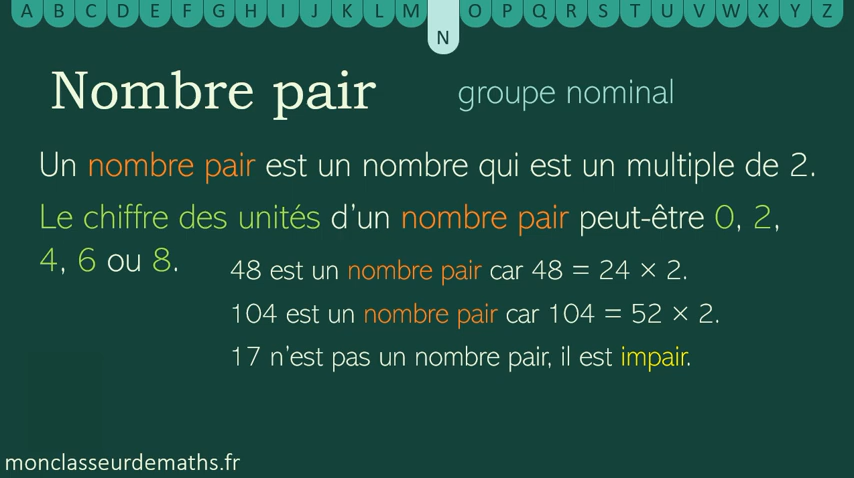 A B C D E F G H I J K L M N O P Q R S T U V W X Y Z
Nombre pair groupe nominal
Un nombre pair est un nombre qui est un multiple de 2.
Le chiffre des unités d’un nombre pair peut-être 0, 2,
4, 6 ou 8.
48 est un nombre pair car 48 = 24 × 2.
104 est un nombre pair car 104 = 52 × 2.
17 n’est pas un nombre pair, il est impair.
monclasseurdemaths.fr